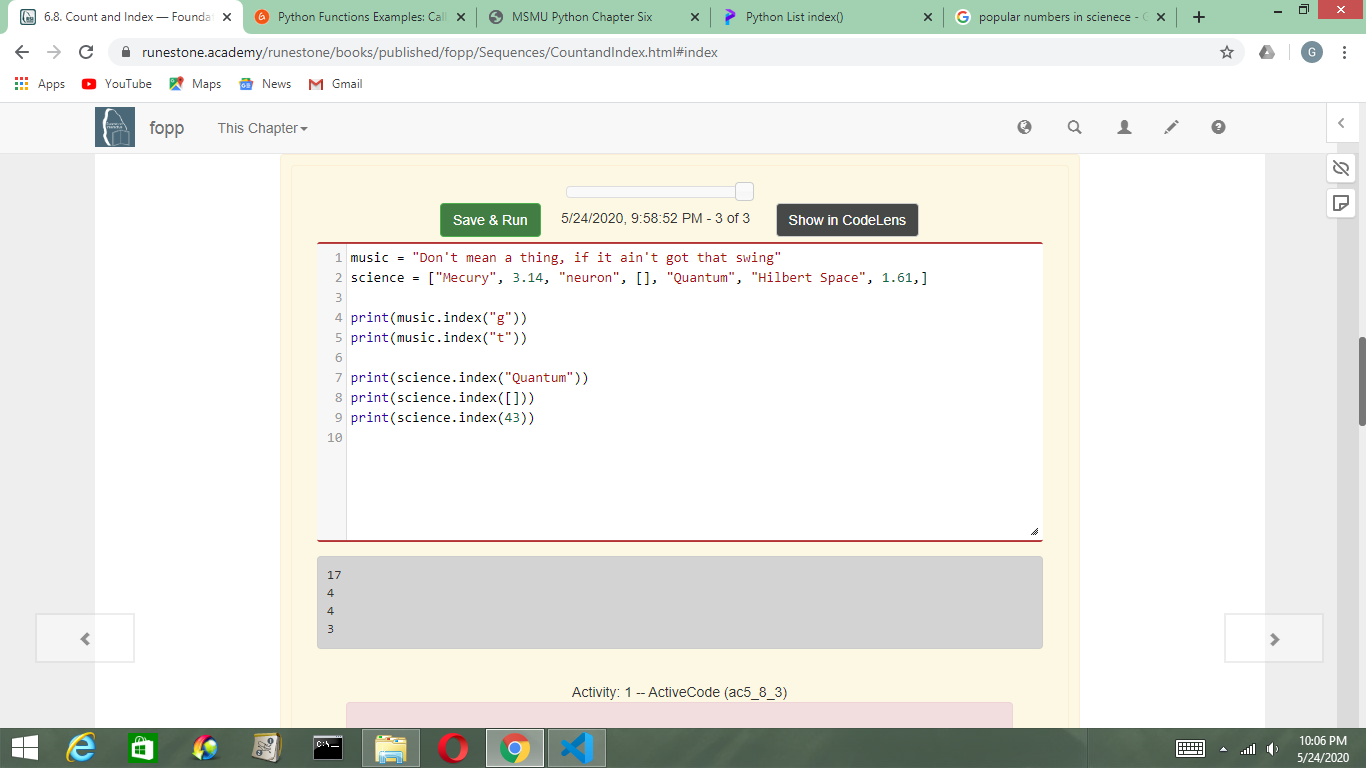 6.8. Count and Index — Founda
Python Functions Examples: Cal
MSMU Python Chapter Six
Python List index()
popular numbers in scienece - G
runestone.academy/runestone/books/published/fopp/Sequences/CountandIndex.html#index
G
Apps
YouTube
Maps
News
Gmail
fopp
This Chapter
Save & Run
5/24/2020, 9:58:52 PM - 3 of 3
Show in CodeLens
1 music = "Don't mean a thing, if it ain't got that swing"
2 science = ["Mecury", 3.14, "neuron", [], "Quantum", "Hilbert Space", 1.61,]
3
4 print(music.index("g"))
5 print(music.index("t"))
6
7 print(science.index("Quantum"))
8 print(science.index([]))
9 print(science.index(43))
10
17
4
4
3
Activity: 1 -- ActiveCode (ac5_8_3)
10:06 PM
5/24/2020